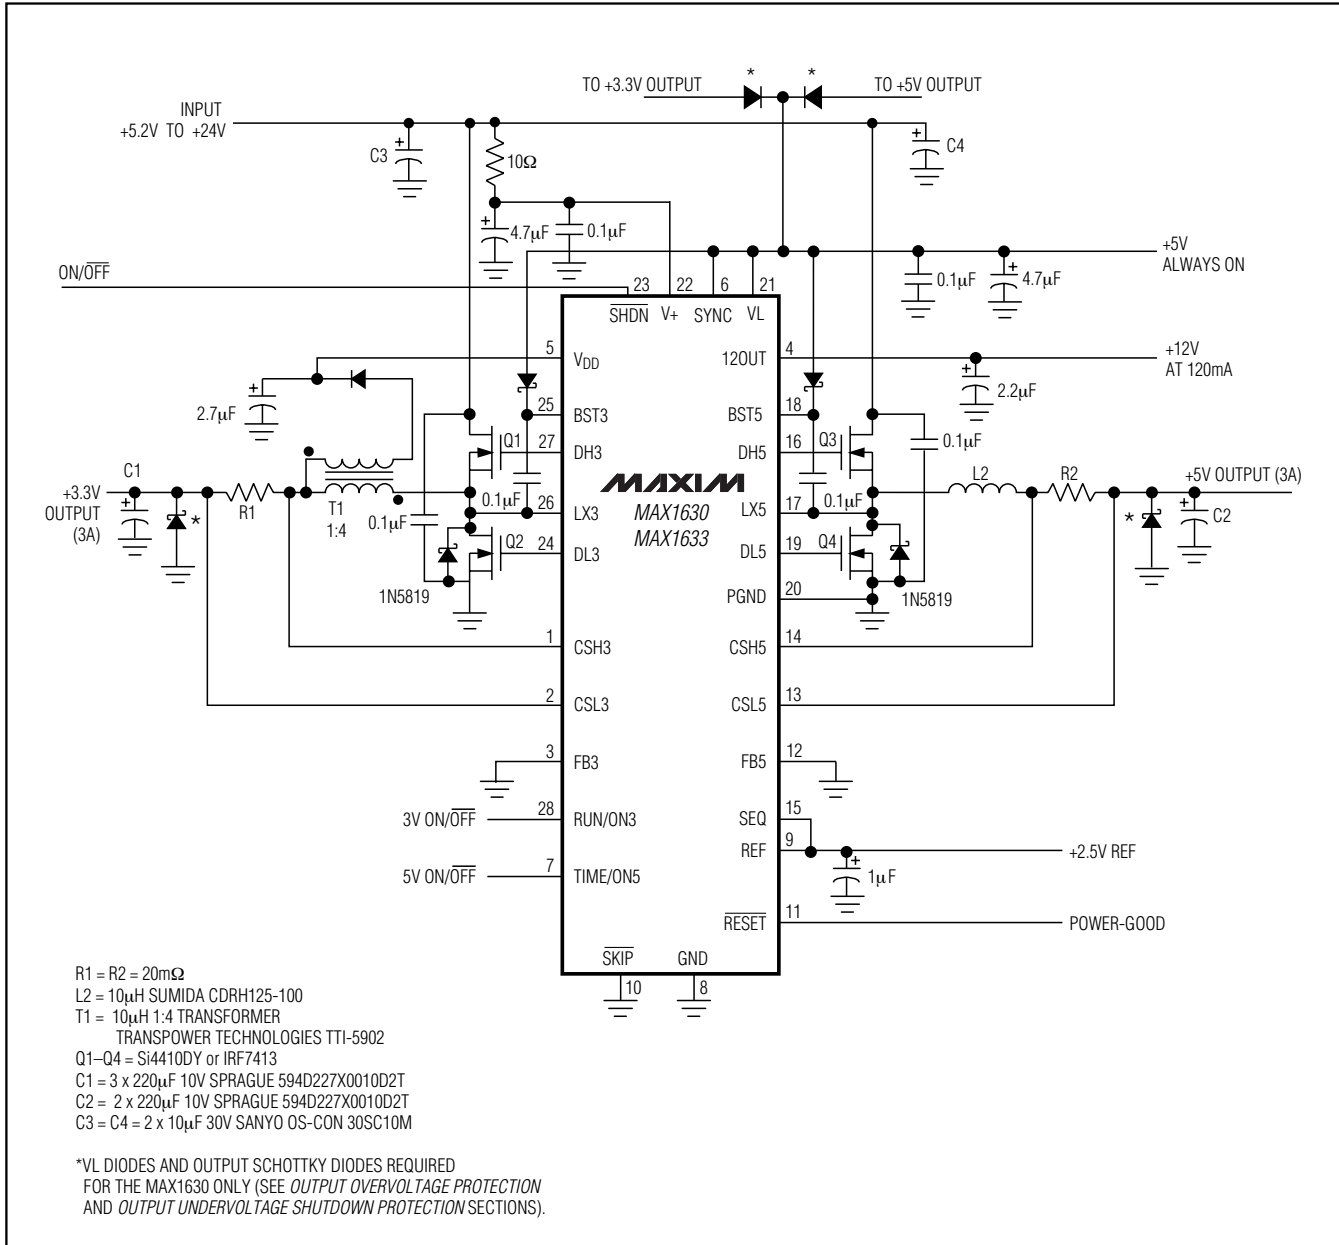 TO +3.3V OUTPUT
*
*
TO +5V OUTPUT
INPUT
+5.2V TO +24V
C3
+
10Ω
+
C4
+
4.7µF
0.1µF
ON/OFF
+5V
ALWAYS ON
0.1µF
+
4.7µF
23
22
6
21
SHDN
V+
SYNC
VL
5
VDD
12OUT
4
+12V
AT 120mA
+
2.7µF
+
2.2µF
25
BST3
BST5
18
Q1
27
DH3
DH5
16
Q3
0.1µF
C1
+3.3V
OUTPUT
(3A)
+
*
R1
T1
1:4
0.1µF
0.1µF
26
LX3
MAXIM
MAX1630
MAX1633
LX5
17
0.1µF
L2
R2
+5V OUTPUT (3A)
*
+
C2
Q2
24
DL3
DL5
19
Q4
1N5819
PGND
20
1N5819
1
CSH3
CSH5
14
2
CSL3
CSL5
13
3
FB3
FB5
12
3V ON/OFF
28
RUN/ON3
SEQ
15
REF
9
+2.5V REF
+
1µF
5V ON/OFF
7
TIME/ON5
RESET
11
POWER-GOOD
SKIP
GND
10
8
R1 = R2 = 20mΩ
L2 = 10µH SUMIDA CDRH125-100
T1 = 10µH 1:4 TRANSFORMER
TRANSPOWER TECHNOLOGIES TTI-5902
Q1–Q4 = Si4410DY or IRF7413
C1 = 3 x 220µF 10V SPRAGUE 594D227X0010D2T
C2 = 2 x 220µF 10V SPRAGUE 594D227X0010D2T
C3 = C4 = 2 x 10µF 30V SANYO OS-CON 30SC10M
*VL DIODES AND OUTPUT SCHOTTKY DIODES REQUIRED
FOR THE MAX1630 ONLY (SEE OUTPUT OVERVOLTAGE PROTECTION
AND OUTPUT UNDERVOLTAGE SHUTDOWN PROTECTION SECTIONS).